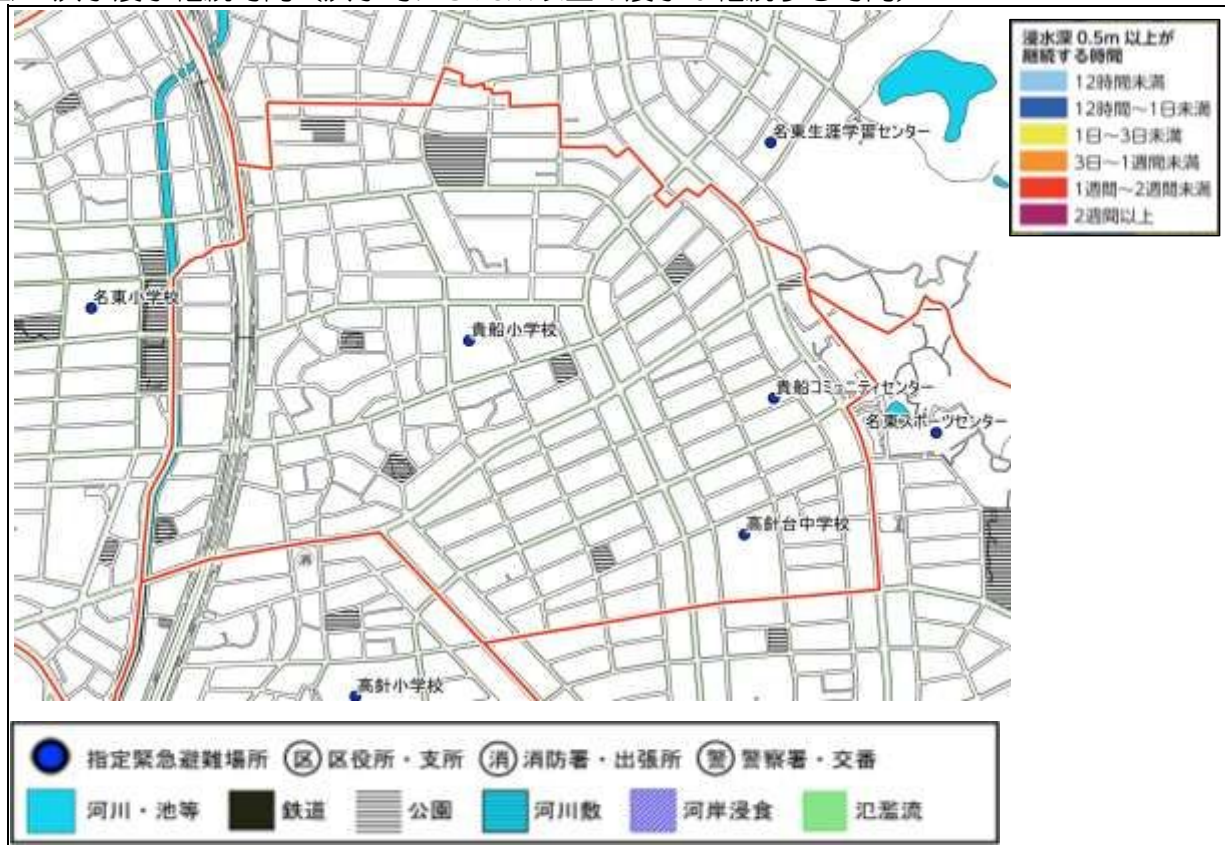 浸水深 0.5m 以上が
継続する時間
12時間未満
12時間～1日未満
1日～3日未満
3日～1週間未満
1週間～2週間未満
2週間以上
名東生涯学習センター
名東小学校
貴船小学校
貴船コミュニティセンター
名東スポーツセンター
高針台中学校
消
高針小学校
指定緊急避難場所 区 区役所・支所 消 消防署・出張所 警 警察署・交番
河川・池等 鉄道 公園 河川敷 河岸浸食 氾濫流